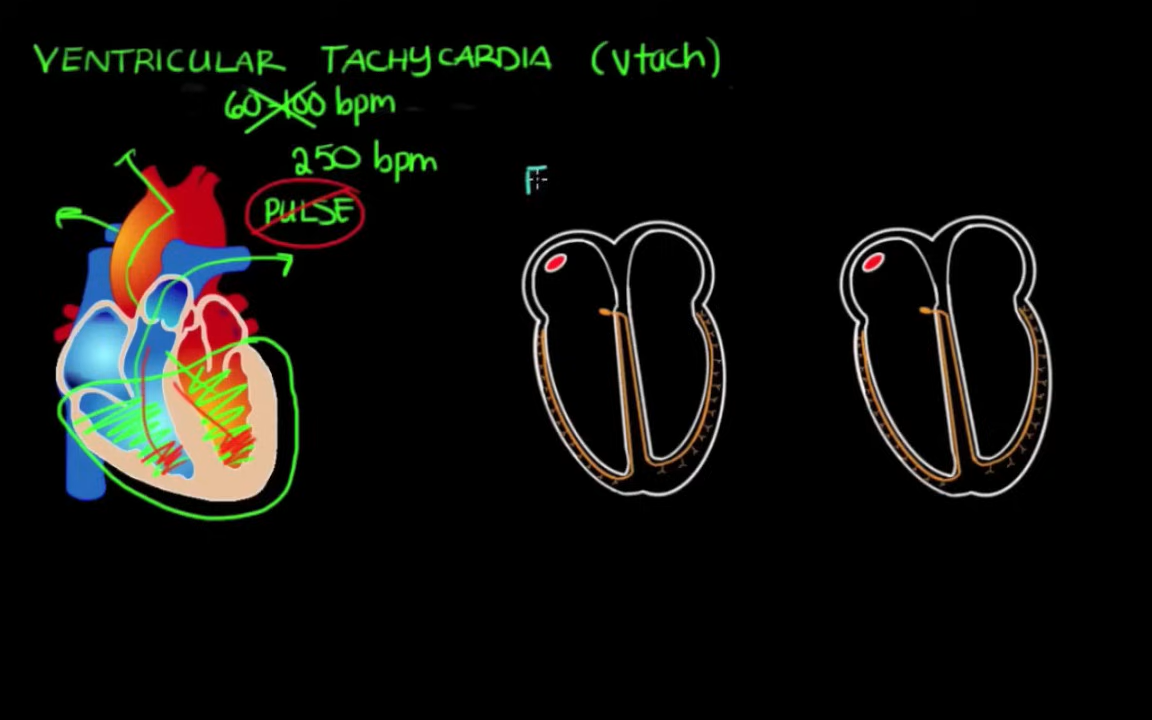 VENTRICULAR TACHYCARDIA (Vtach)
60-100 bpm
250 bpm
PULSE
F